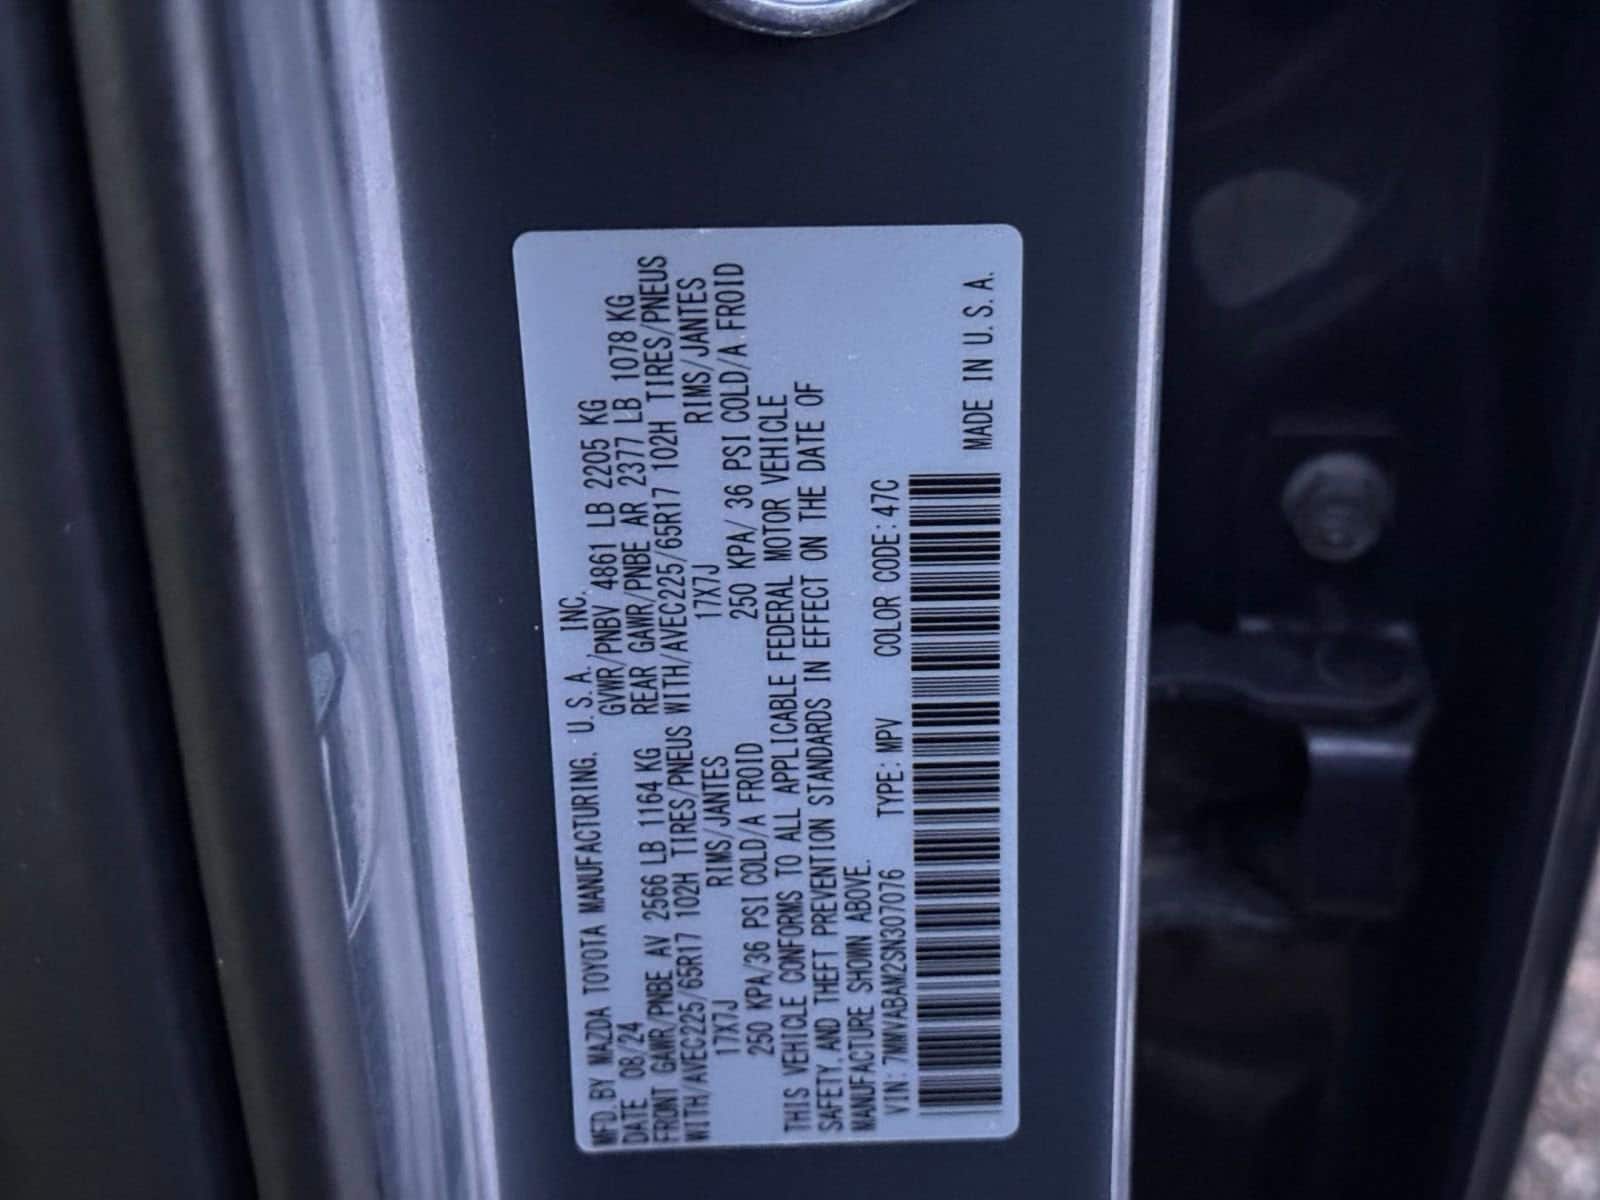 MFD.BY MAZDA TOYOTA MANUFACTURING, U.S.A., INC.
DATE 08/24 GVWR/PNBV 4861 LB 2205 KG
FRONT GAWR/PNBE AV 2566 LB 1164 KG REAR GAWR/PNBE AR 2377 LB 1078 KG
WITH/AVEC225/65R17 102H TIRES/PNEUS WITH/AVEC225/65R17 102H TIRES/PNEUS
17X7J RIMS/JANTES 17X7J RIMS/JANTES
250 KPA/36 PSI COLD/A FROID 250 KPA/ 36 PSI COLD/A FROID
THIS VEHICLE CONFORMS TO ALL APPLICABLE FEDERAL MOTOR VEHICLE
SAFETY, AND THEFT PREVENTION STANDARDS IN EFFECT ON THE DATE OF
MANUFACTURE SHOWN ABOVE.
VIN: 7MMVABAM2SN307076 TYPE: MPV COLOR CODE: 47C
MADE IN U.S.A.